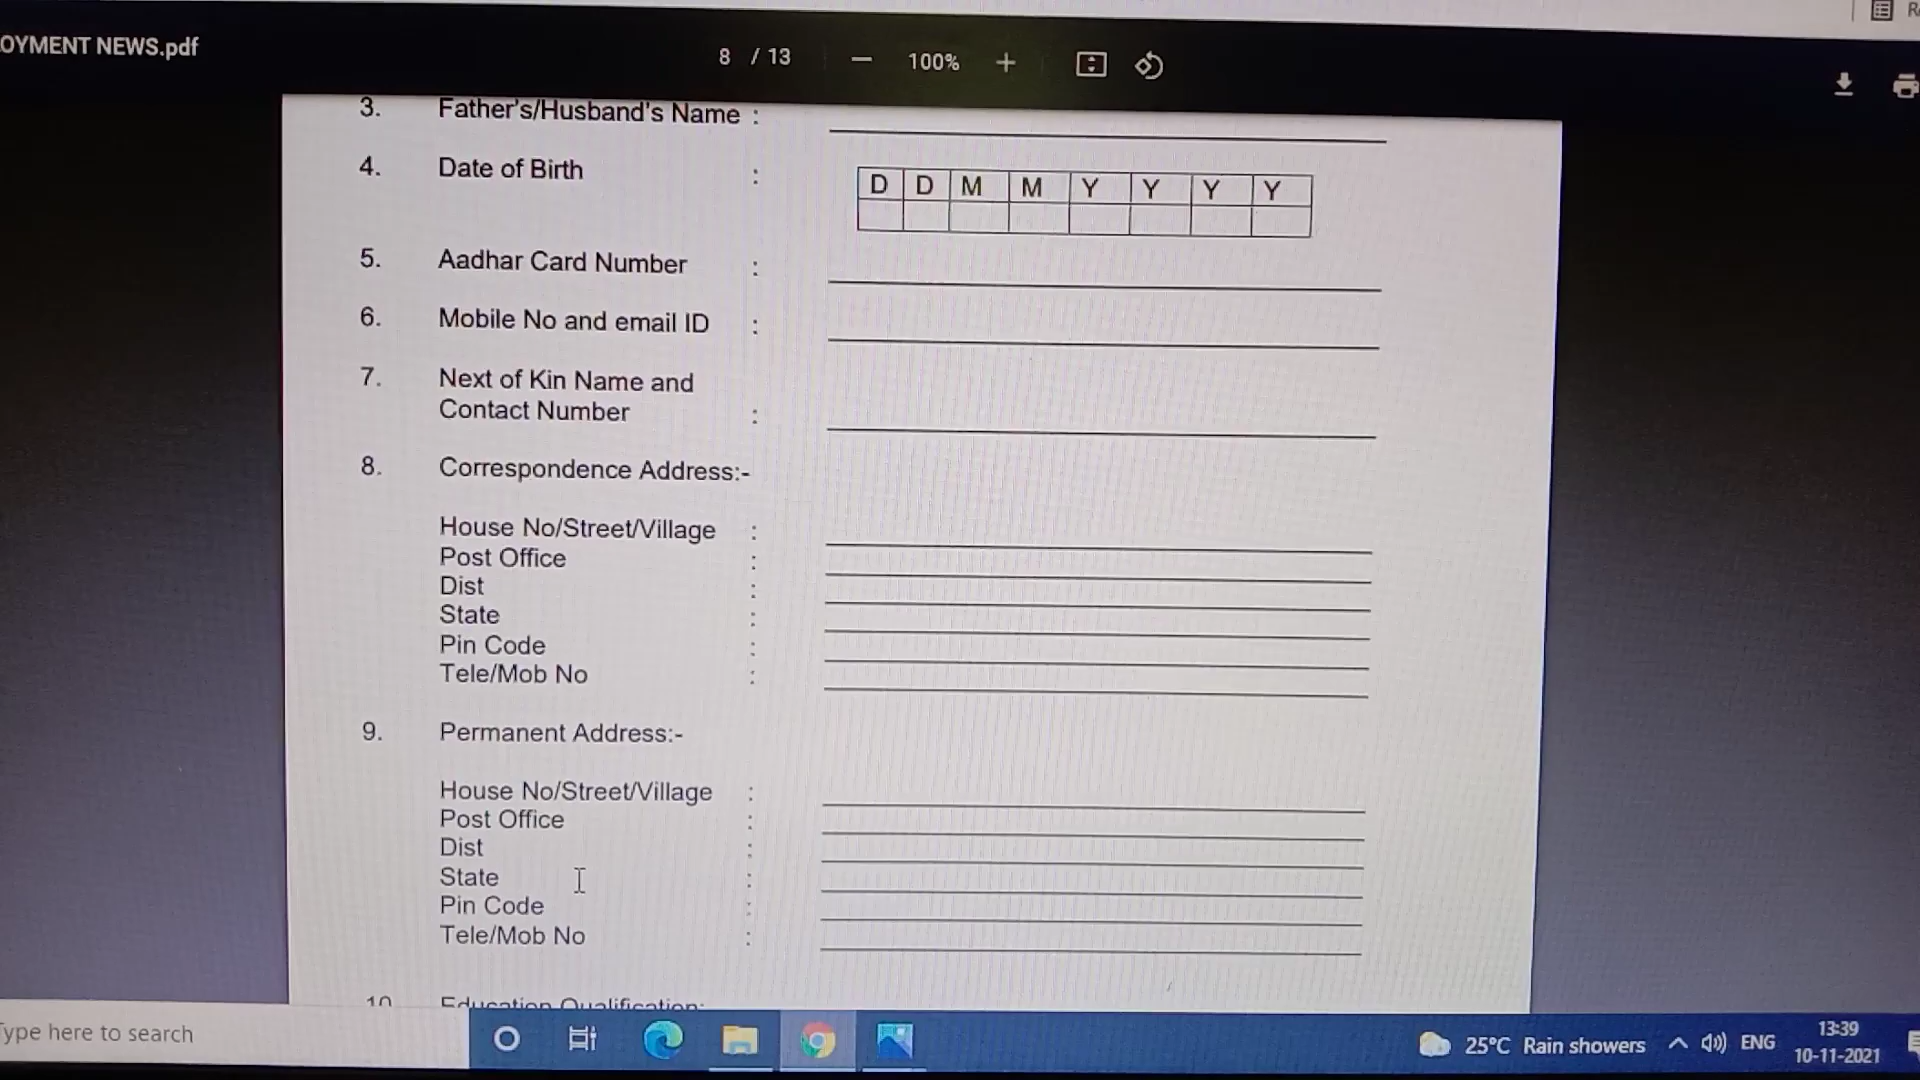 OYMENT NEWS.pdf
8 / 13
100%
3. Father's/Husband's Name :
4. Date of Birth :
D D M M Y Y Y Y
5. Aadhar Card Number :
6. Mobile No and email ID :
7. Next of Kin Name and
Contact Number :
8. Correspondence Address:-
House No/Street/Village :
Post Office :
Dist :
State :
Pin Code :
Tele/Mob No :
9. Permanent Address:-
House No/Street/Village :
Post Office :
Dist :
State :
Pin Code :
Tele/Mob No :
10 Education Qualification:
Type here to search
25°C Rain showers
ENG
13:39
10-11-2021